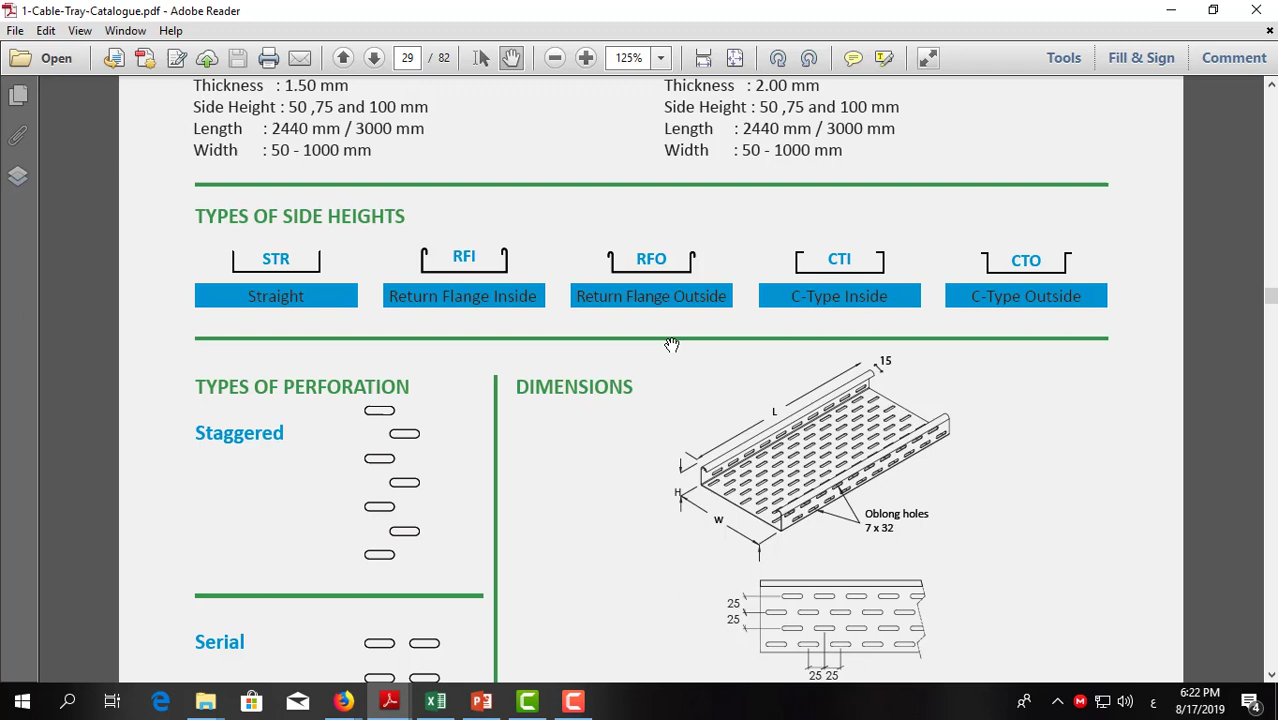 1-Cable-Tray-Catalogue.pdf - Adobe Reader
File Edit View Window Help
Open 29 / 82 125% Tools Fill & Sign Comment
Thickness : 1.50 mm
Side Height : 50 ,75 and 100 mm
Length : 2440 mm / 3000 mm
Width : 50 - 1000 mm
Thickness : 2.00 mm
Side Height : 50 ,75 and 100 mm
Length : 2440 mm / 3000 mm
Width : 50 - 1000 mm
TYPES OF SIDE HEIGHTS
STR RFI RFO CTI CTO
Straight Return Flange Inside Return Flange Outside C-Type Inside C-Type Outside
TYPES OF PERFORATION
Staggered
Serial
DIMENSIONS
15
L
H
W
Oblong holes
7 x 32
25
25
25 25
ع 6:22 PM
8/17/2019
4